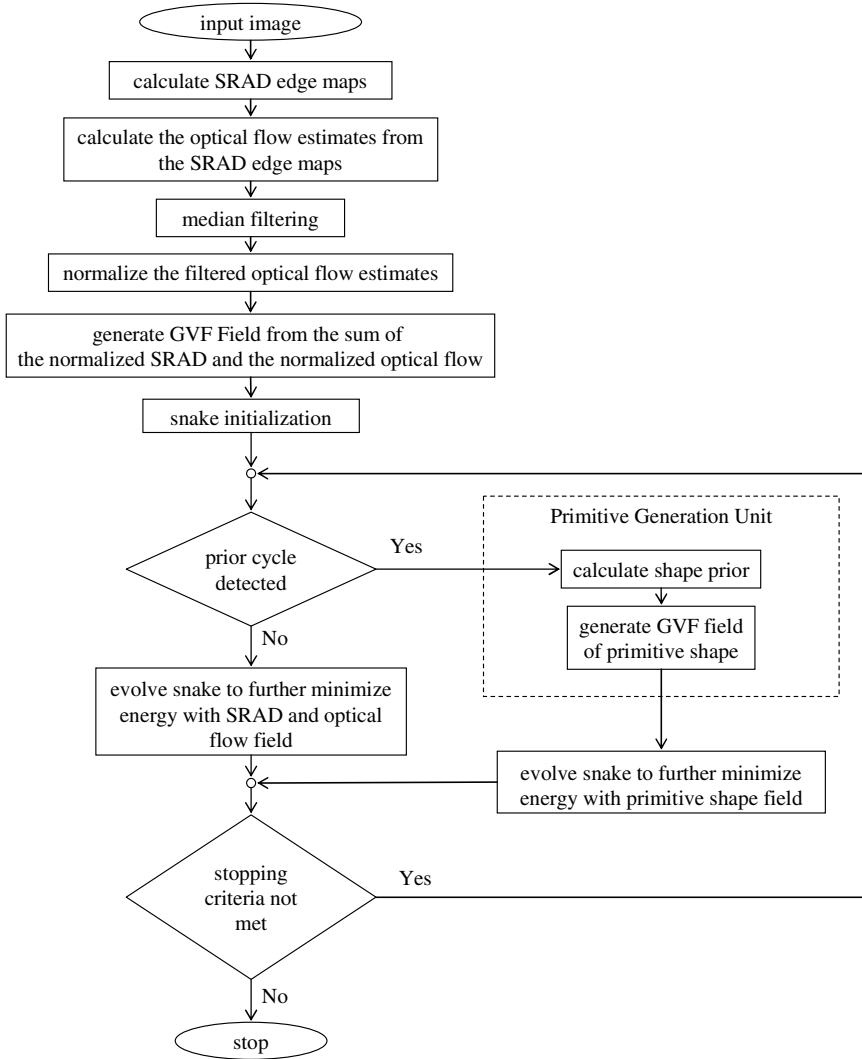 input image
calculate SRAD edge maps
calculate the optical flow estimates from
the SRAD edge maps
median filtering
normalize the filtered optical flow estimates
generate GVF Field from the sum of
the normalized SRAD and the normalized optical flow
snake initialization
prior cycle
detected
Yes
Primitive Generation Unit
calculate shape prior
generate GVF field
of primitive shape
No
evolve snake to further minimize
energy with SRAD and optical
flow field
evolve snake to further minimize
energy with primitive shape field
stopping
criteria not
met
Yes
No
stop